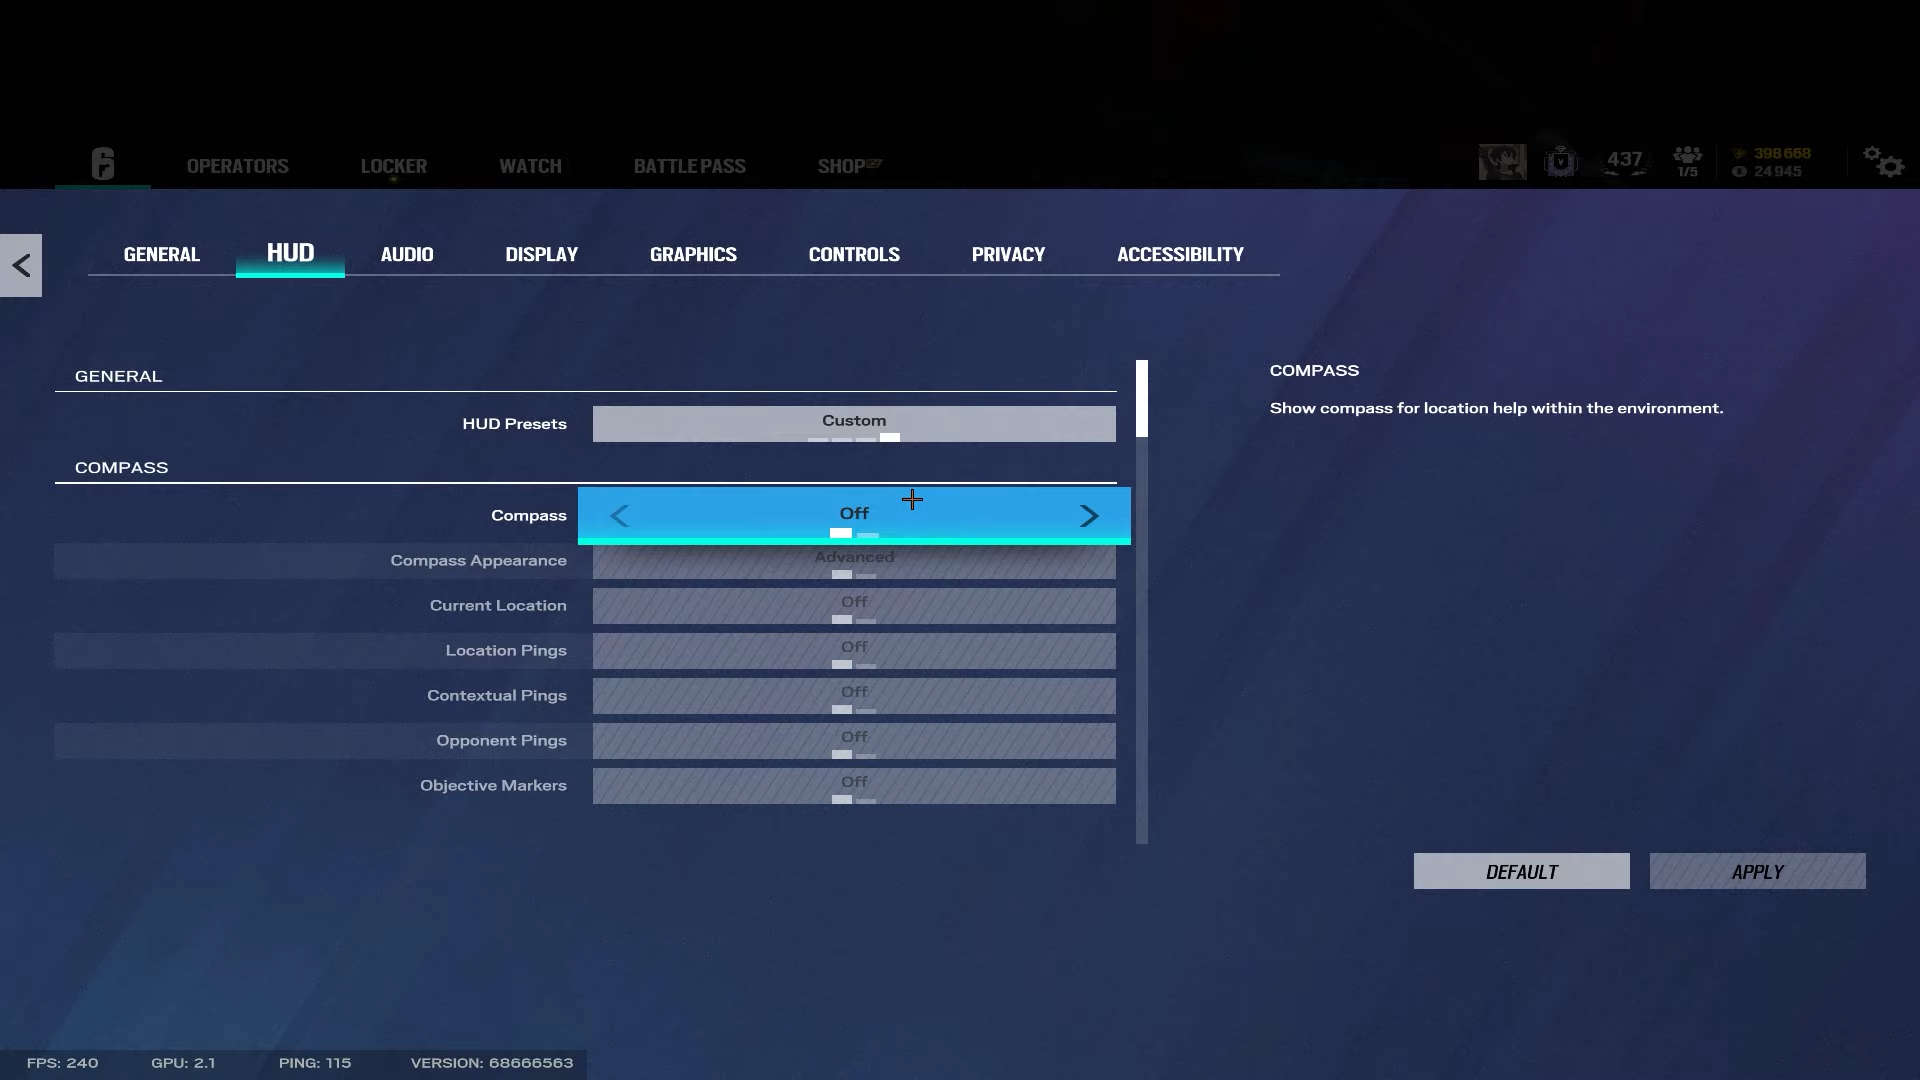 OPERATORS LOCKER WATCH BATTLE PASS SHOP 437 1/5 398 668 24 945
GENERAL HUD AUDIO DISPLAY GRAPHICS CONTROLS PRIVACY ACCESSIBILITY
GENERAL
HUD Presets Custom
COMPASS
Compass Off
Compass Appearance Advanced
Current Location Off
Location Pings Off
Contextual Pings Off
Opponent Pings Off
Objective Markers Off
COMPASS
Show compass for location help within the environment.
DEFAULT APPLY
FPS: 240 GPU: 2.1 PING: 115 VERSION: 68666563